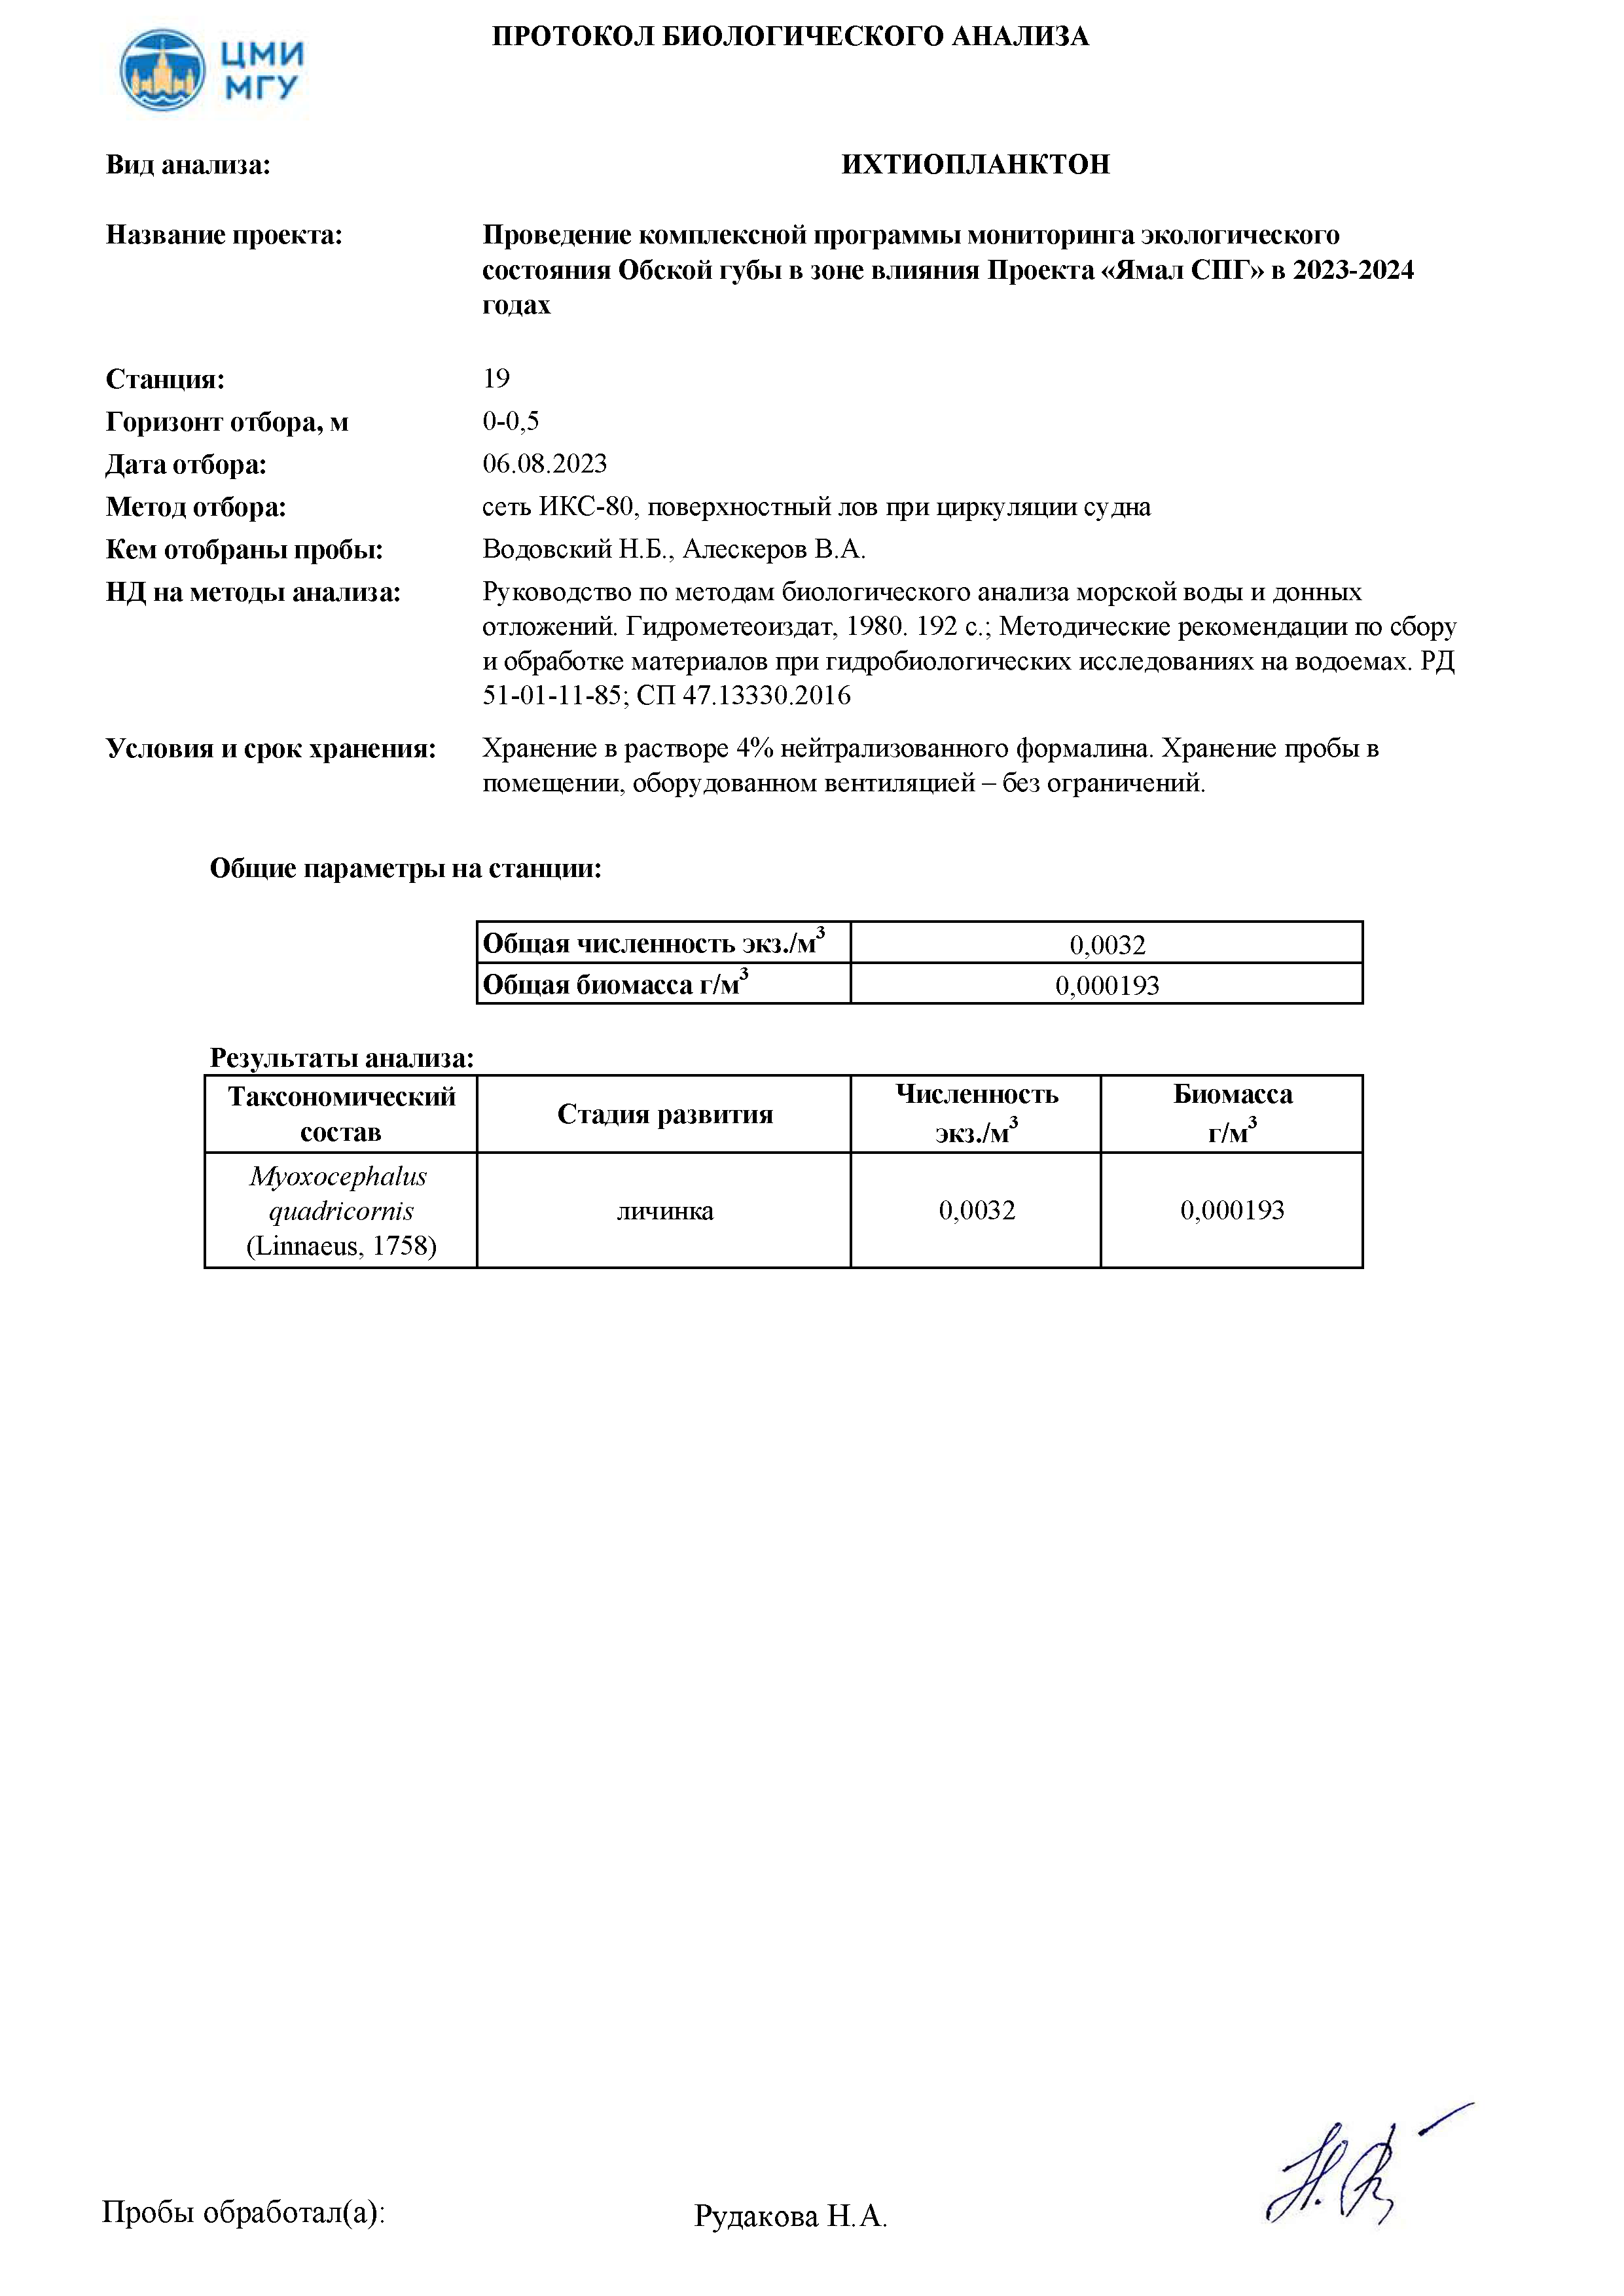 ЦМИ
МГУ
ПРОТОКОЛ БИОЛОГИЧЕСКОГО АНАЛИЗА
Вид анализа: ИХТИОПЛАНКТОН
Название проекта: Проведение комплексной программы мониторинга экологического
состояния Обской губы в зоне влияния Проекта «Ямал СПГ» в 2023-2024
годах
Станция: 19
Горизонт отбора, м 0-0,5
Дата отбора: 06.08.2023
Метод отбора: сеть ИКС-80, поверхностный лов при циркуляции судна
Кем отобраны пробы: Водовский Н.Б., Алескеров В.А.
НД на методы анализа: Руководство по методам биологического анализа морской воды и донных
отложений. Гидрометеоиздат, 1980. 192 с.; Методические рекомендации по сбору
и обработке материалов при гидробиологических исследованиях на водоемах. РД
51-01-11-85; СП 47.13330.2016
Условия и срок хранения: Хранение в растворе 4% нейтрализованного формалина. Хранение пробы в
помещении, оборудованном вентиляцией – без ограничений.
Общие параметры на станции:
Общая численность экз./м³ 0,0032
Общая биомасса г/м³ 0,000193
Результаты анализа:
Таксономический состав Стадия развития Численность экз./м³ Биомасса г/м³
Myoxocephalus quadricornis (Linnaeus, 1758) личинка 0,0032 0,000193
Пробы обработал(а): Рудакова Н.А.